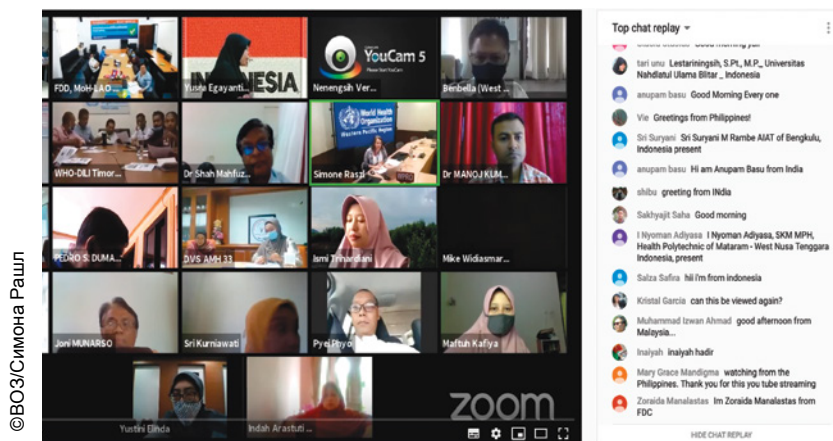 ©ВОЗ/Симона Рашл
YouCam 5
FDD, MoH-LAO ...
Yusra Egayanti...
INDONESIA
Nenengsih Ver...
Benbella (West ...
World Health
Organization
Western Pacific Region
WHO-DILI Timor...
Dr Shah Mahfuz...
Simone Raszl
Dr MANOJ KUM...
PEDRO S. DUMA...
DVS AMH 33
Ismi Trihardiani
Mike Widiasmar...
Joni MUNARSO
Sri Kurniawati
Pyei Phyo
Maftuh Kafiya
Yustini Elinda
Indah Arastuti ...
zoom
Top chat replay
tari unu Lestariningsih, S.Pt., M.P., Universitas
Nahdlatul Ulama Blitar _ Indonesia
anupam basu Good Morning Every one
Vie Greetings from Philippines!
Sri Suryani Sri Suryani M Rambe AIAT of Bengkulu,
Indonesia present
anupam basu Hi am Anupam Basu from India
shibu greeting from INdia
Sakhyajit Saha Good morning
I Nyoman Adiyasa I Nyoman Adiyasa, SKM MPH,
Health Polytechnic of Mataram - West Nusa Tenggara
Indonesia, present
Salza Safira hii i'm from indonesia
Kristal Garcia can this be viewed again?
Muhammad Izwan Ahmad good afternoon from
Malaysia...
Inaiyah inaiyah hadir
Mary Grace Mandigma watching from the
Philippines. Thank you for this you tube streaming
Zoraida Manalastas Im Zoraida Manalastas from
FDC
HIDE CHAT REPLAY